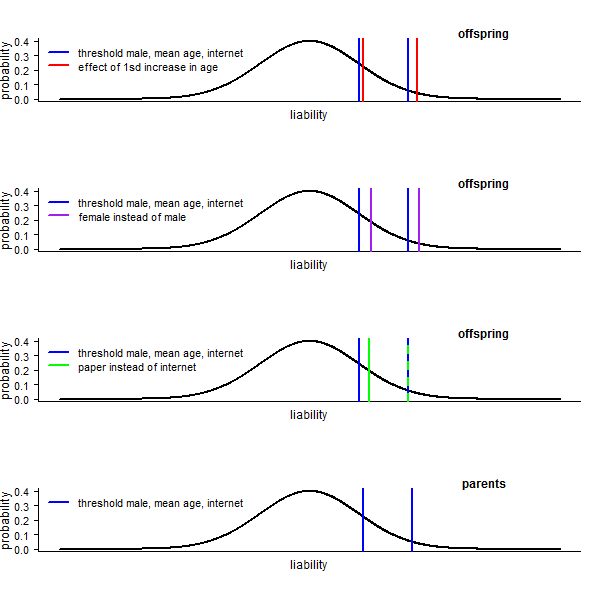 offspring
probability
0.4
0.3
0.2
0.1
0.0
threshold male, mean age, internet
effect of 1sd increase in age
liability
offspring
probability
0.4
0.3
0.2
0.1
0.0
threshold male, mean age, internet
female instead of male
liability
offspring
probability
0.4
0.3
0.2
0.1
0.0
threshold male, mean age, internet
paper instead of internet
liability
parents
probability
0.4
0.3
0.2
0.1
0.0
threshold male, mean age, internet
liability